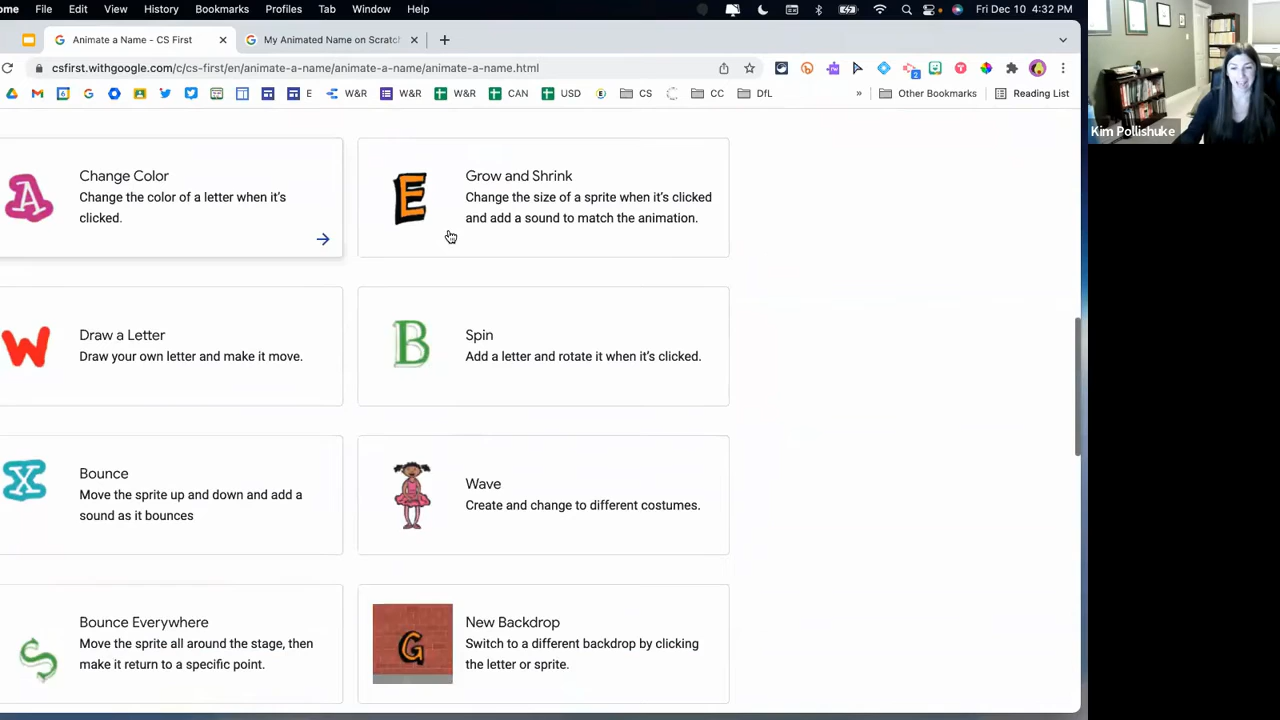 ome File Edit View History Bookmarks Profiles Tab Window Help Fri Dec 10 4:32 PM
Animate a Name - CS First My Animated Name on Scratch
csfirst.withgoogle.com/c/cs-first/en/animate-a-name/animate-a-name/animate-a-name.html
E W&R W&R W&R CAN USD CS CC DfL » Other Bookmarks Reading List
Kim Pollishuke
A
Change Color
Change the color of a letter when it's
clicked.
E
Grow and Shrink
Change the size of a sprite when it's clicked
and add a sound to match the animation.
W
Draw a Letter
Draw your own letter and make it move.
B
Spin
Add a letter and rotate it when it's clicked.
X
Bounce
Move the sprite up and down and add a
sound as it bounces
Wave
Create and change to different costumes.
S
Bounce Everywhere
Move the sprite all around the stage, then
make it return to a specific point.
G
New Backdrop
Switch to a different backdrop by clicking
the letter or sprite.